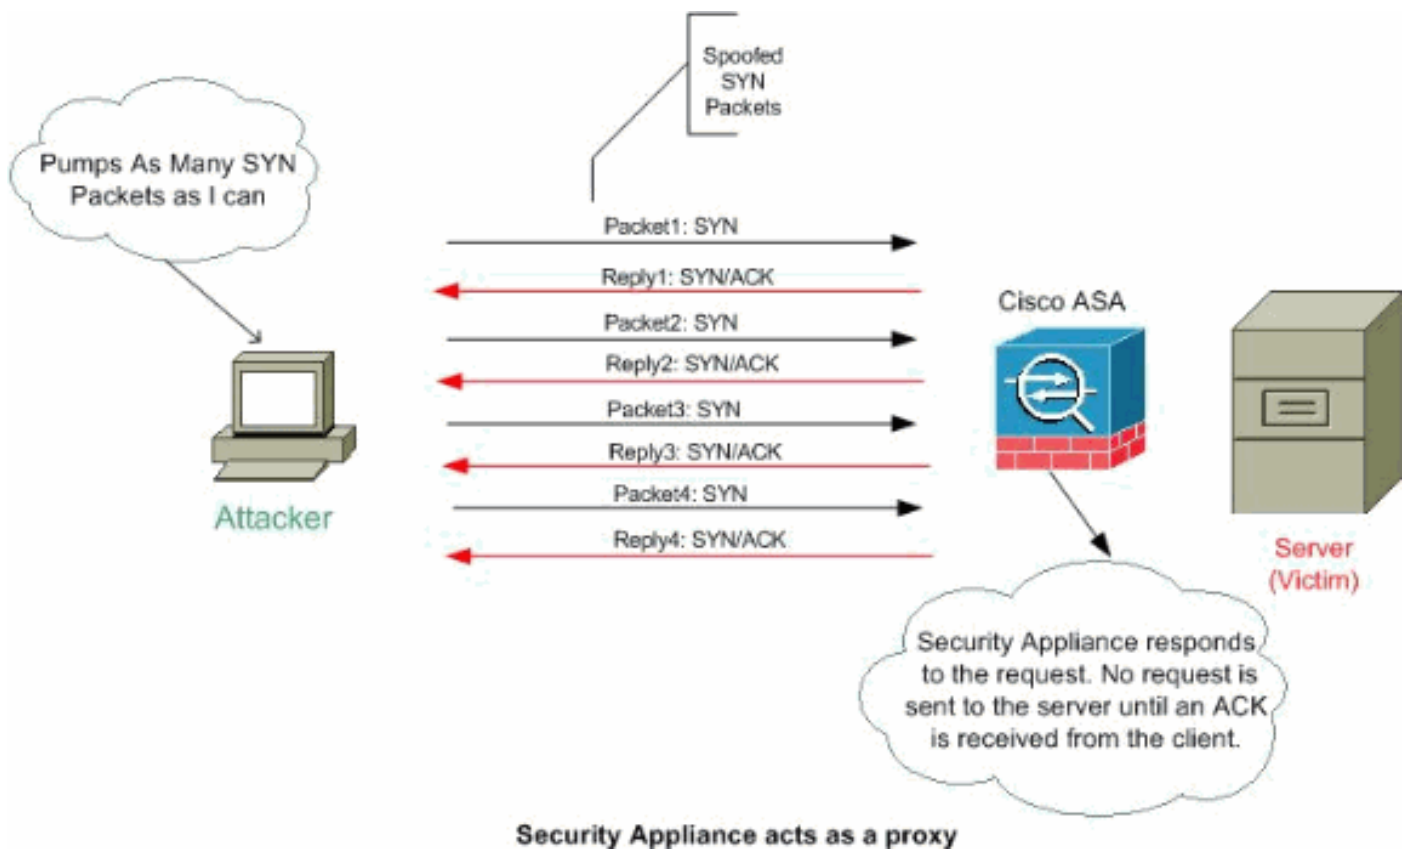 Spoofed
SYN
Packets
Pumps As Many SYN
Packets as I can
Packet1: SYN
Reply1: SYN/ACK
Packet2: SYN
Reply2: SYN/ACK
Packet3: SYN
Reply3: SYN/ACK
Packet4: SYN
Reply4: SYN/ACK
Attacker
Cisco ASA
Server
(Victim)
Security Appliance responds
to the request. No request is
sent to the server until an ACK
is received from the client.
Security Appliance acts as a proxy